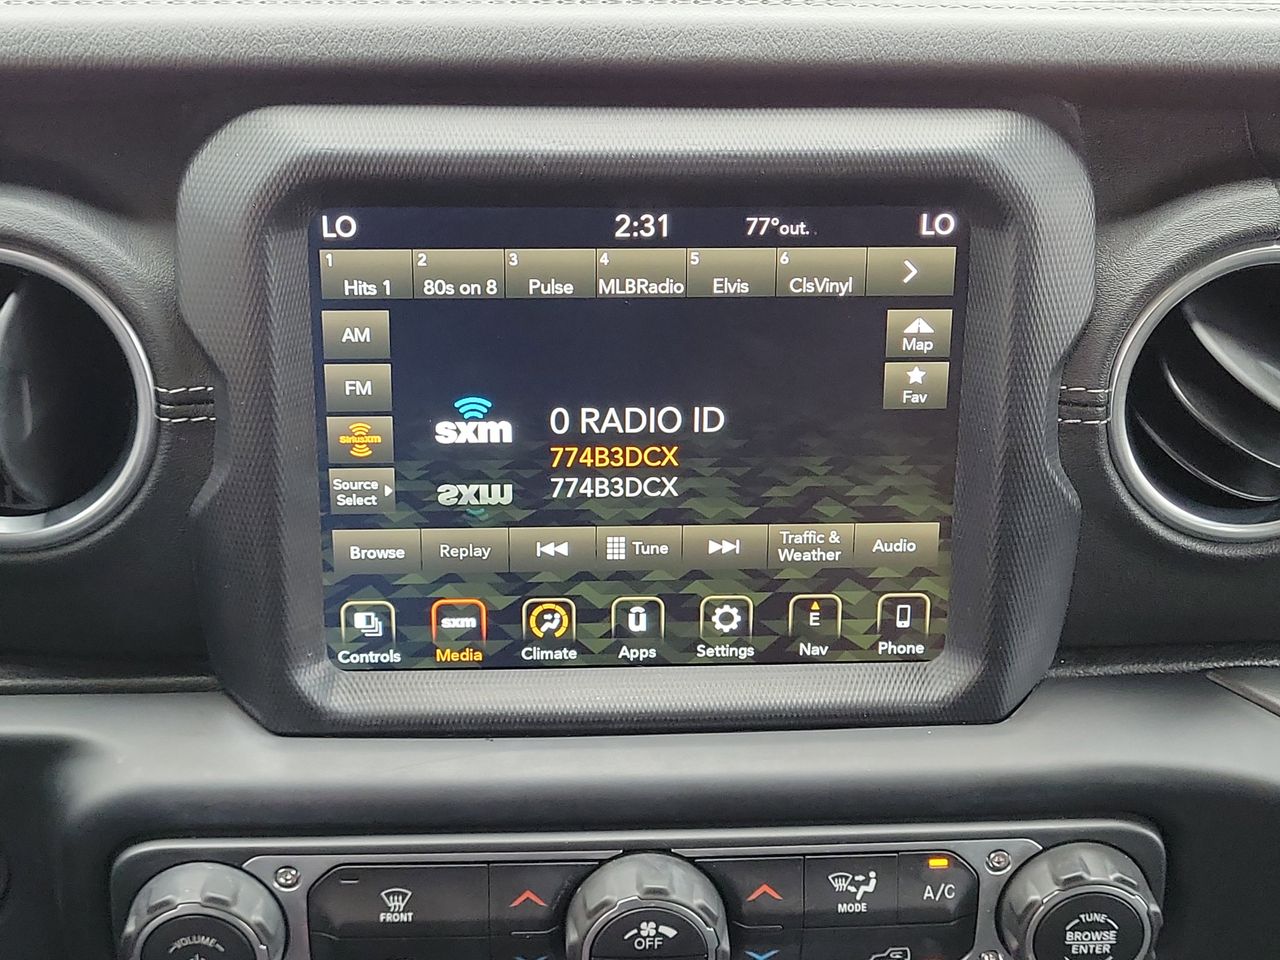 LO 2:31 77°out. LO
1 2 3 4 5 6
Hits 1 80s on 8 Pulse MLBRadio Elvis ClsVinyl
AM
Map
FM
Fav
SiriusXM
sxm
0 RADIO ID
774B3DCX
774B3DCX
Source
Select
sxm
Browse Replay Tune Traffic & Weather Audio
sxm u E
Controls Media Climate Apps Settings Nav Phone
FRONT
MODE
A/C
VOLUME
OFF
TUNE
BROWSE
ENTER